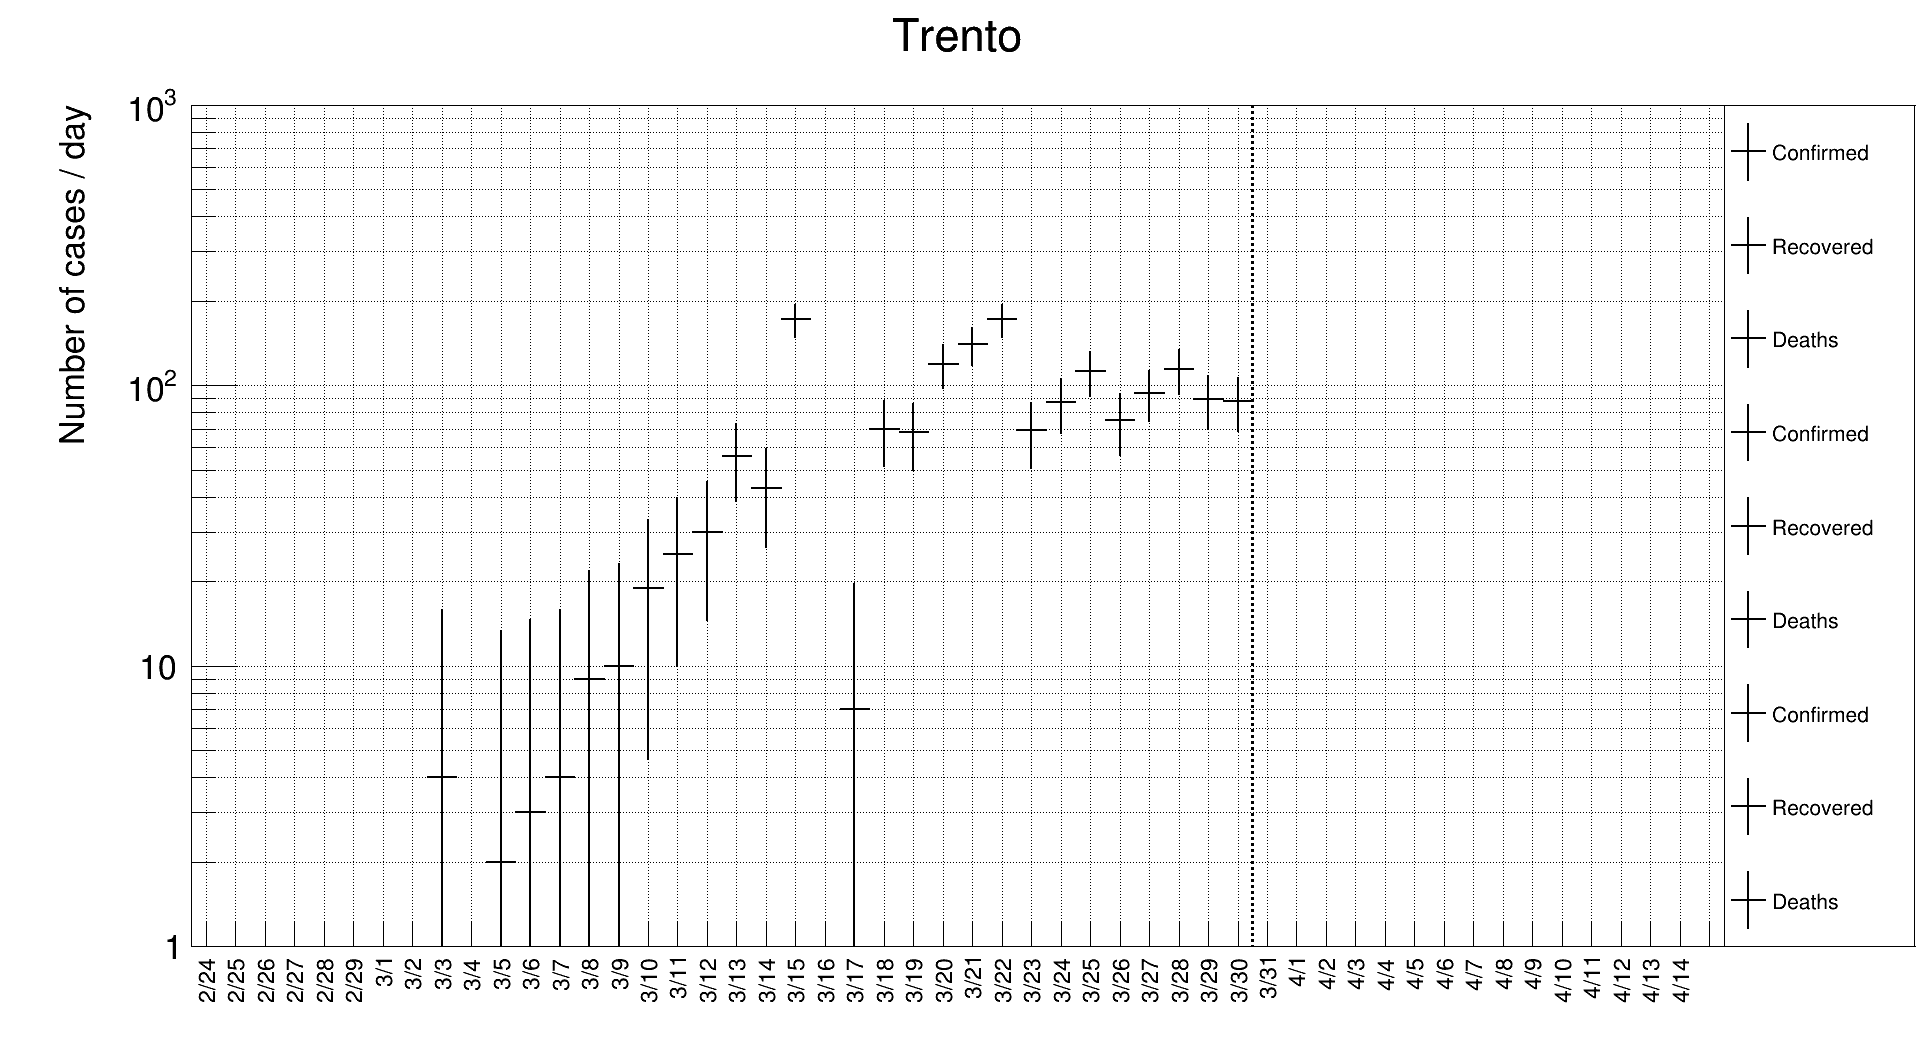 Trento
Number of cases / day
10³
10²
10
1
2/24 2/25 2/26 2/27 2/28 2/29 3/1 3/2 3/3 3/4 3/5 3/6 3/7 3/8 3/9 3/10 3/11 3/12 3/13 3/14 3/15 3/16 3/17 3/18 3/19 3/20 3/21 3/22 3/23 3/24 3/25 3/26 3/27 3/28 3/29 3/30 3/31 4/1 4/2 4/3 4/4 4/5 4/6 4/7 4/8 4/9 4/10 4/11 4/12 4/13 4/14
Confirmed
Recovered
Deaths
Confirmed
Recovered
Deaths
Confirmed
Recovered
Deaths